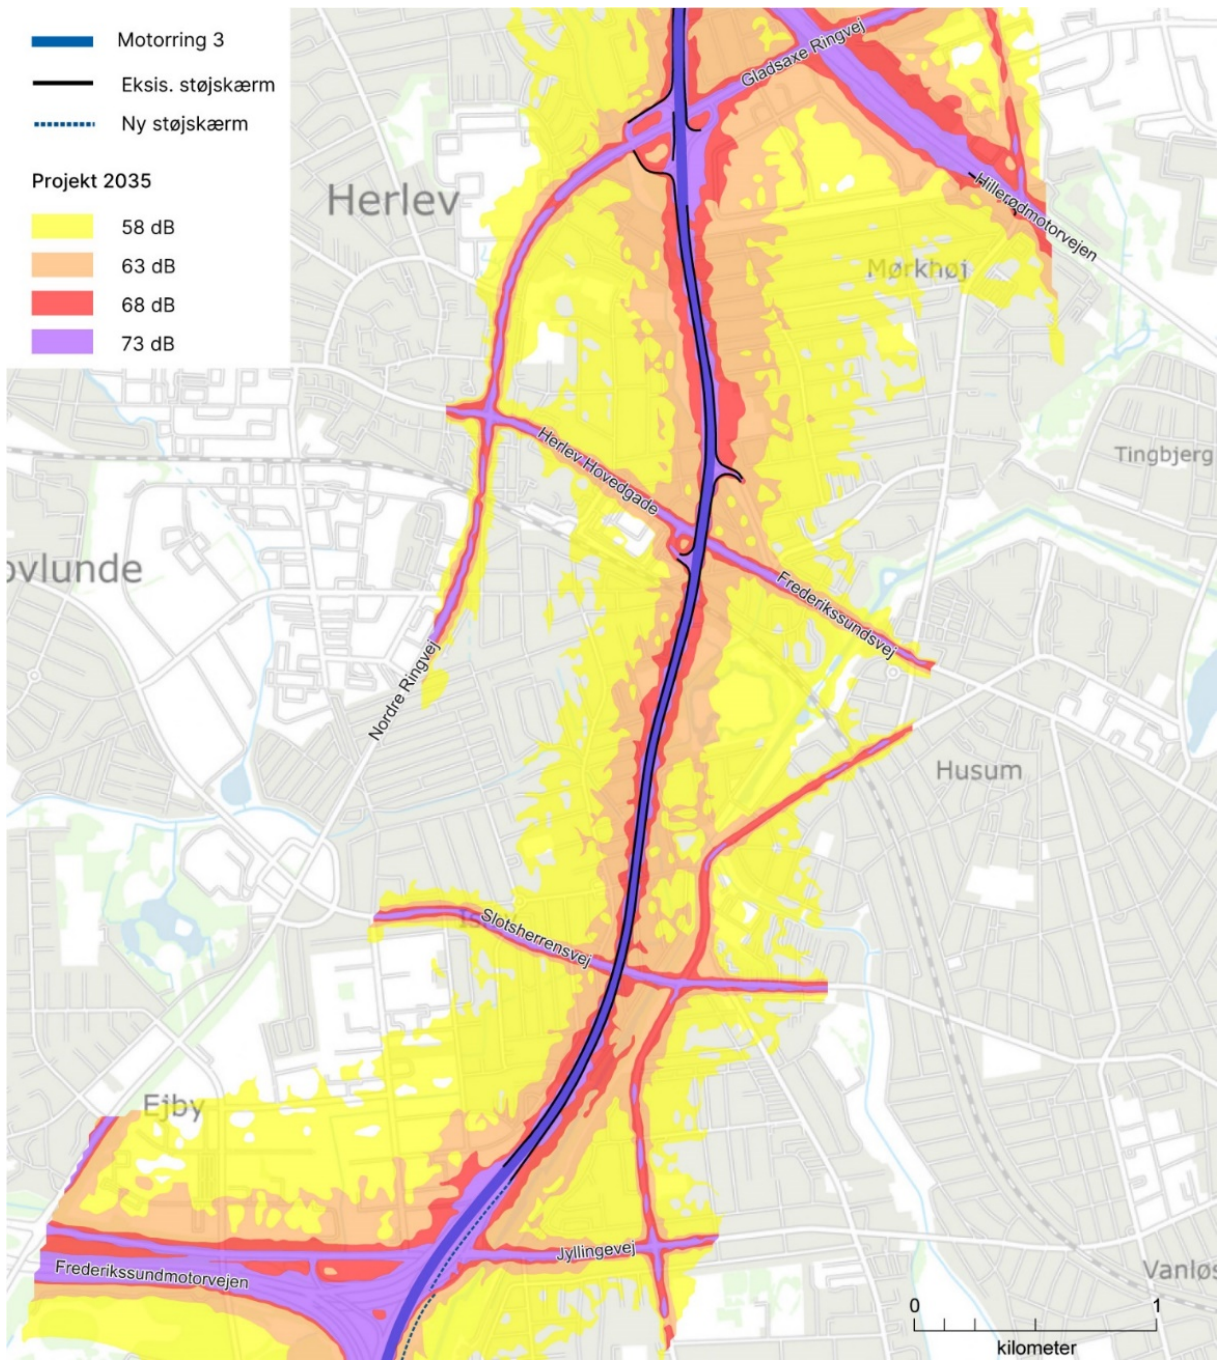 Motorring 3
Eksis. støjskærm
Ny støjskærm
Projekt 2035
58 dB
63 dB
68 dB
73 dB
Gladsaxe Ringvej
Herlev
Hillerødmotorvejen
Mørkhøj
Herlev Hovedgade
Tingbjerg
ovlunde
Frederikssundsvej
Nordre Ringvej
Husum
Slotsherrensvej
Ejby
Jyllingevej
Frederikssundmotorvejen
Vanløs
0 1
kilometer